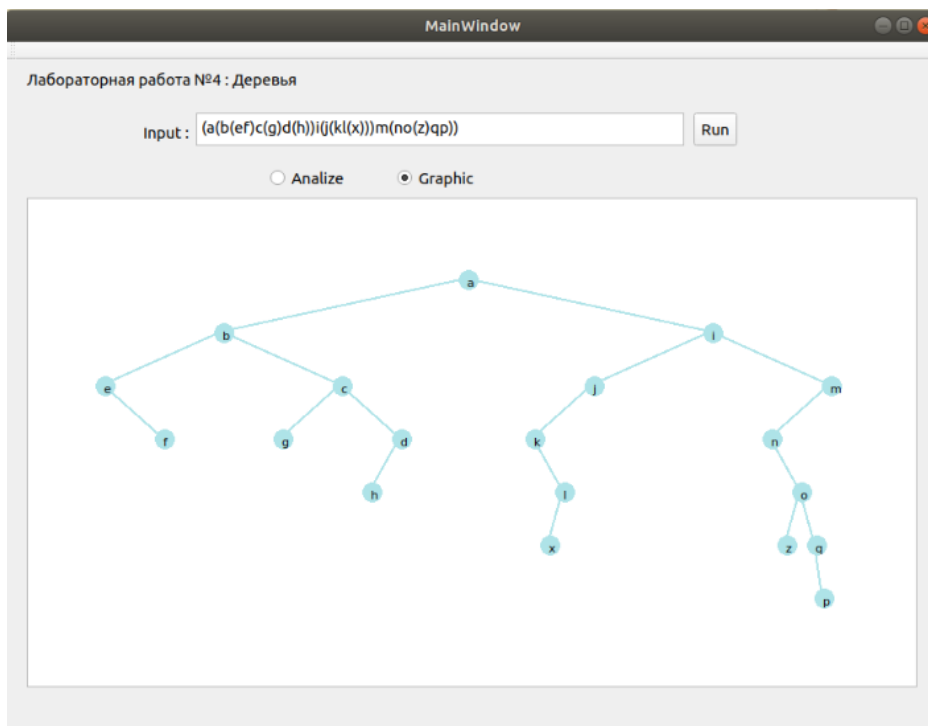 MainWindow
Лабораторная работа №4 : Деревья
Input : (a(b(ef)c(g)d(h))i(j(kl(x)))m(no(z)qp)) Run
Analize Graphic
a
b i
e c j m
f g d k n
h l o
x z q
p